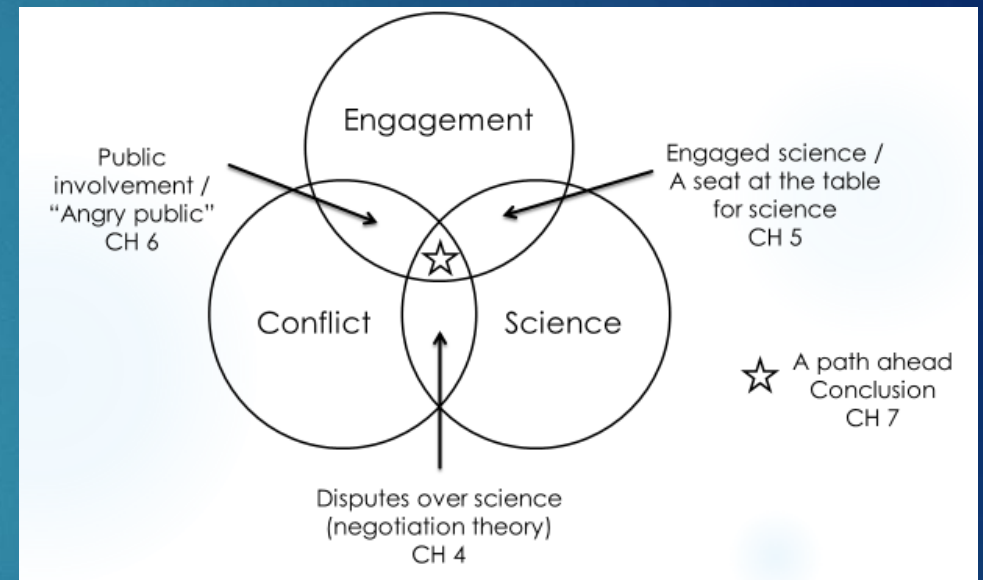 Engagement
Public
involvement /
“Angry public”
CH 6
Engaged science /
A seat at the table
for science
CH 5
Conflict
Science
A path ahead
Conclusion
CH 7
Disputes over science
(negotiation theory)
CH 4